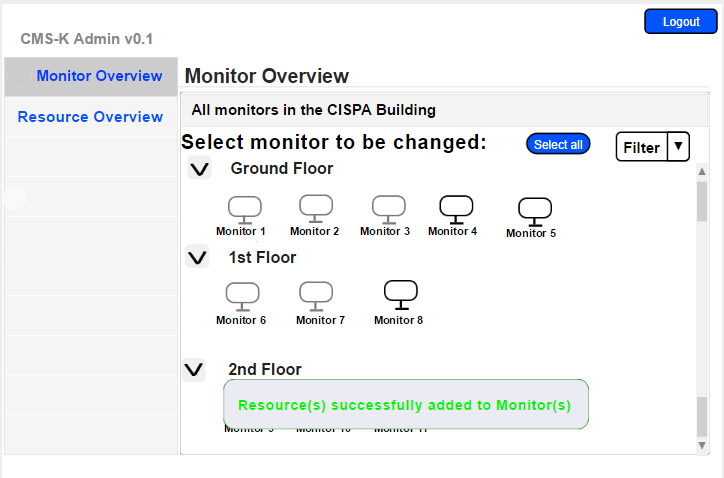 Logout
CMS-K Admin v0.1
Monitor Overview
Resource Overview
Monitor Overview
All monitors in the CISPA Building
Select monitor to be changed:
Select all
Filter
Ground Floor
Monitor 1 Monitor 2 Monitor 3 Monitor 4 Monitor 5
1st Floor
Monitor 6 Monitor 7 Monitor 8
2nd Floor
Resource(s) successfully added to Monitor(s)
Monitor 9 Monitor 10 Monitor 11